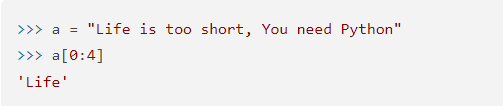 >>> a = "Life is too short, You need Python"
>>> a[0:4]
'Life'